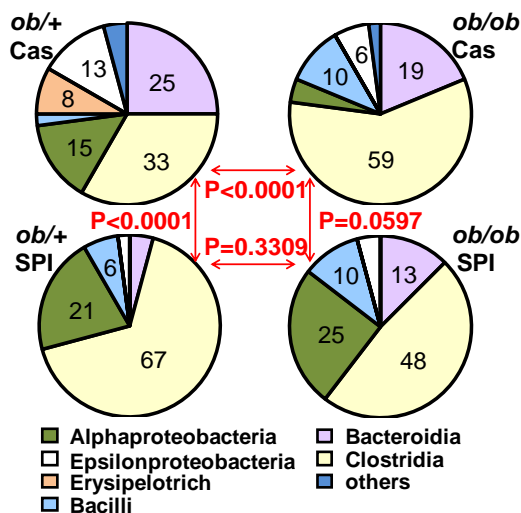 ob/+
Cas
13
25
8
15
33
ob/ob
Cas
6
10
19
59
P<0.0001
P<0.0001
P=0.0597
P=0.3309
ob/+
SPI
6
21
67
ob/ob
SPI
10
13
25
48
Alphaproteobacteria
Epsilonproteobacteria
Erysipelotrich
Bacilli
Bacteroidia
Clostridia
others